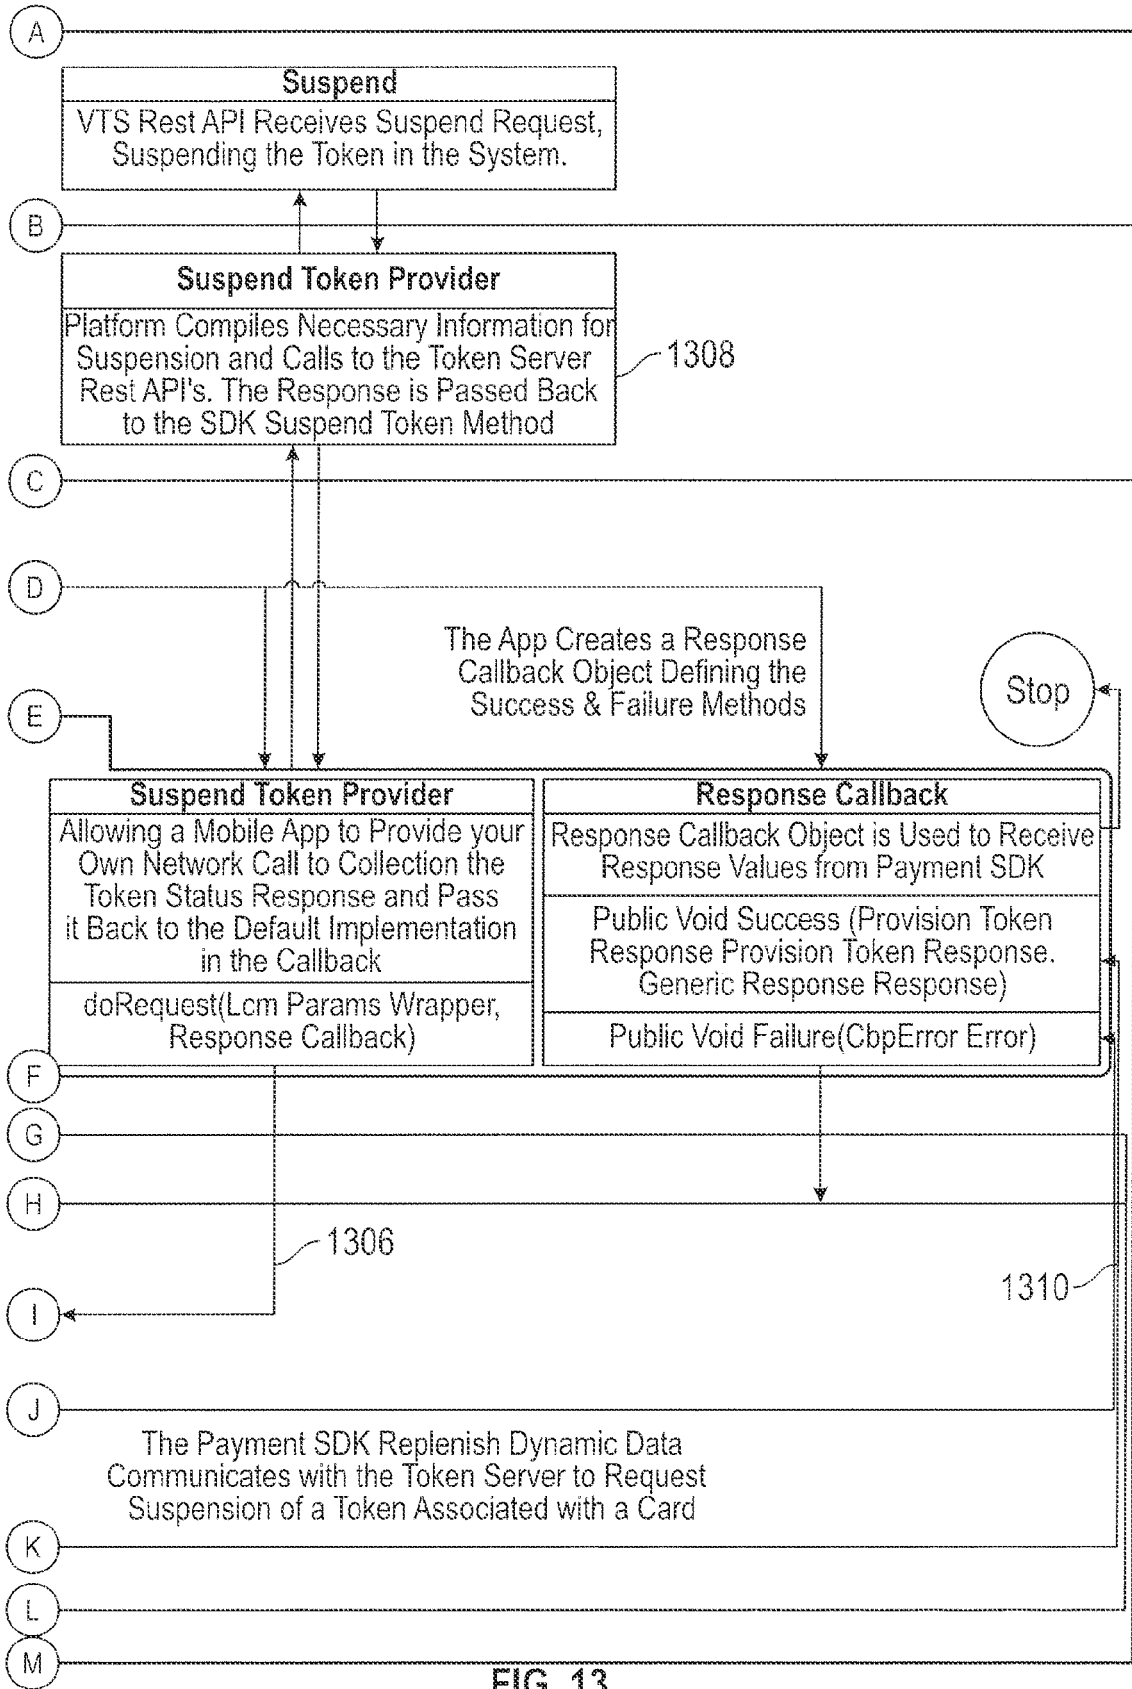 A
Suspend
VTS Rest API Receives Suspend Request,
Suspending the Token in the System.
B
Suspend Token Provider
Platform Compiles Necessary Information for
Suspension and Calls to the Token Server
Rest API's. The Response is Passed Back
to the SDK Suspend Token Method
1308
C
D
The App Creates a Response
Callback Object Defining the
Success & Failure Methods
Stop
E
Suspend Token Provider
Allowing a Mobile App to Provide your
Own Network Call to Collection the
Token Status Response and Pass
it Back to the Default Implementation
in the Callback
doRequest(Lcm Params Wrapper,
Response Callback)
Response Callback
Response Callback Object is Used to Receive
Response Values from Payment SDK
Public Void Success (Provision Token
Response Provision Token Response.
Generic Response Response)
Public Void Failure(CbpError Error)
F
G
H
1306
1310
I
J
The Payment SDK Replenish Dynamic Data
Communicates with the Token Server to Request
Suspension of a Token Associated with a Card
K
L
M
FIG. 13